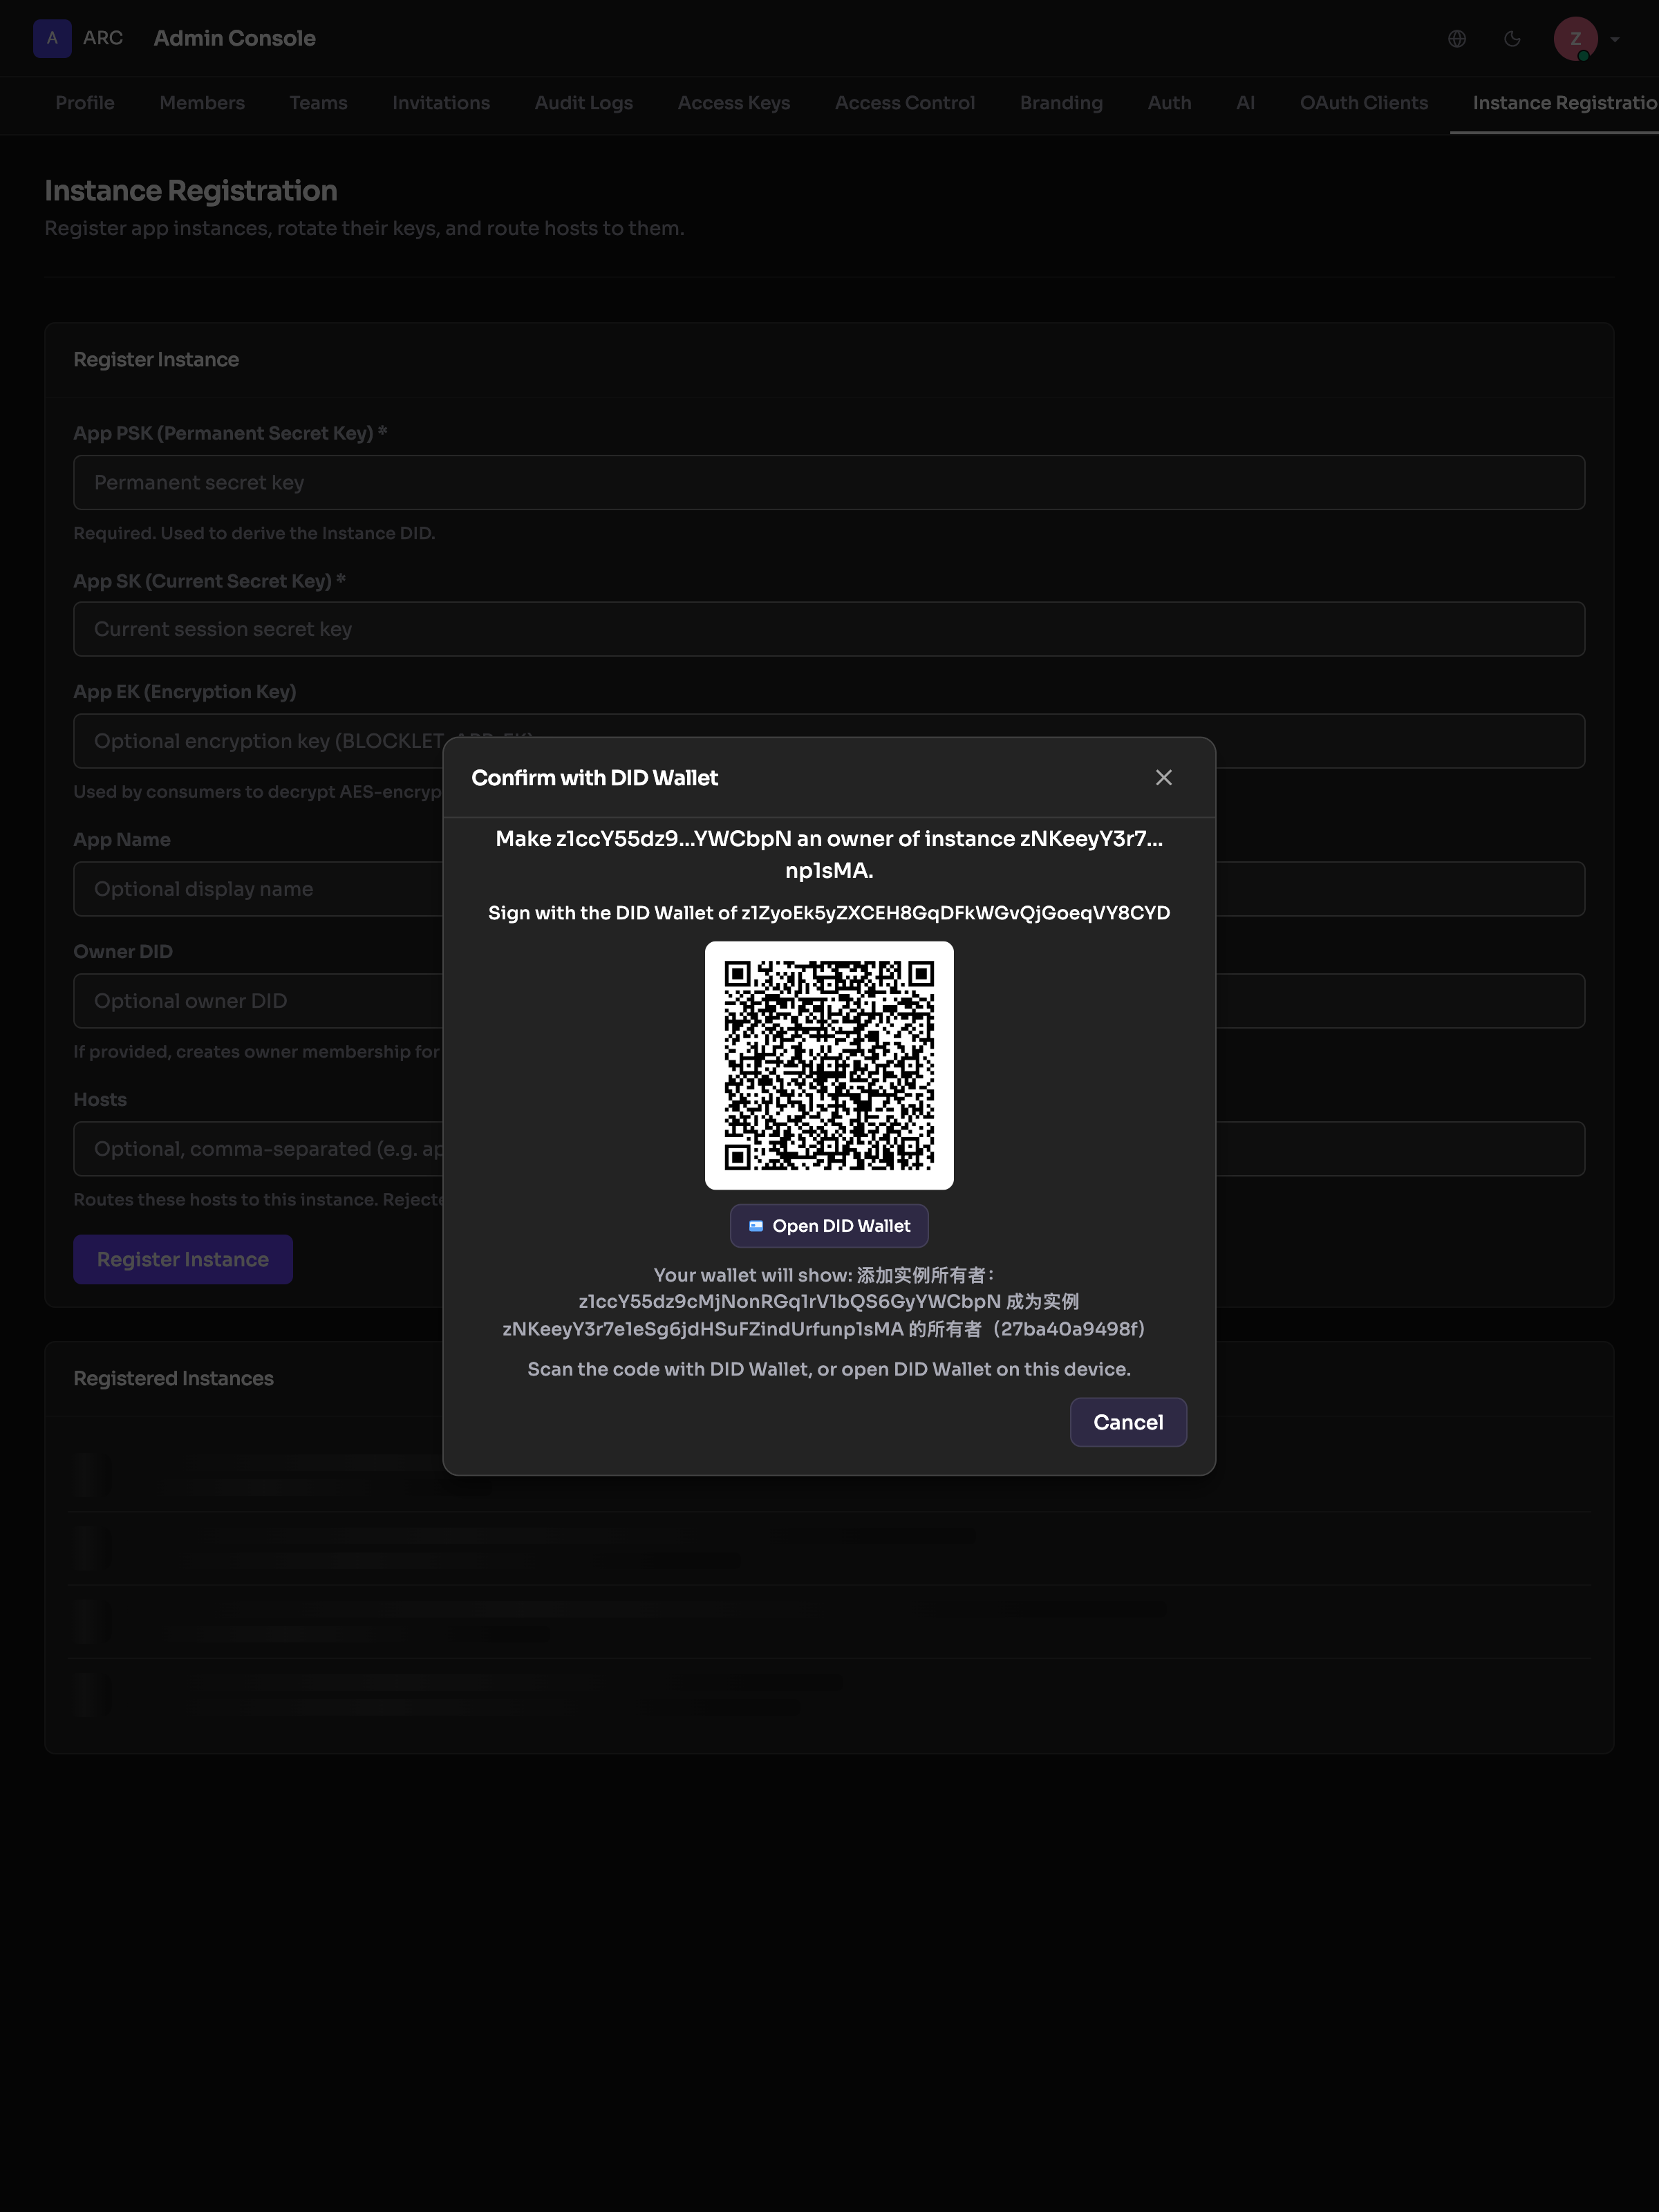 A ARC Admin Console Z
Profile Members Teams Invitations Audit Logs Access Keys Access Control Branding Auth AI OAuth Clients Instance Registratio
Instance Registration
Register app instances, rotate their keys, and route hosts to them.
Register Instance
App PSK (Permanent Secret Key) *
Permanent secret key
Required. Used to derive the Instance DID.
App SK (Current Secret Key) *
Current session secret key
App EK (Encryption Key)
Optional encryption key (BLOCKLET_APP_EK)
Used by consumers to decrypt AES-encryp
App Name
Optional display name
Owner DID
Optional owner DID
If provided, creates owner membership for
Hosts
Optional, comma-separated (e.g. ap
Routes these hosts to this instance. Rejecte
Register Instance
Registered Instances
Confirm with DID Wallet
Make z1ccY55dz9...YWCbpN an owner of instance zNKeeyY3r7...
np1sMA.
Sign with the DID Wallet of z1ZyoEk5yZXCEH8GqDFkWGvQjGoeqVY8CYD
Open DID Wallet
Your wallet will show: 添加实例所有者：
z1ccY55dz9cMjNonRGq1rV1bQS6GyYWCbpN 成为实例
zNKeeyY3r7e1eSg6jdHSuFZindUrfunp1sMA 的所有者（27ba40a9498f）
Scan the code with DID Wallet, or open DID Wallet on this device.
Cancel